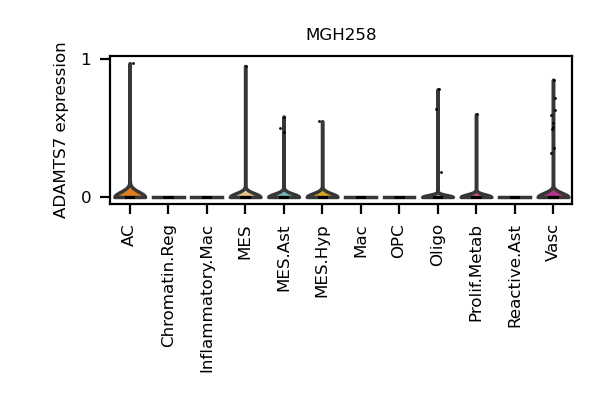 MGH258
ADAMTS7 expression
1
0
AC
Chromatin.Reg
Inflammatory.Mac
MES
MES.Ast
MES.Hyp
Mac
OPC
Oligo
Prolif.Metab
Reactive.Ast
Vasc